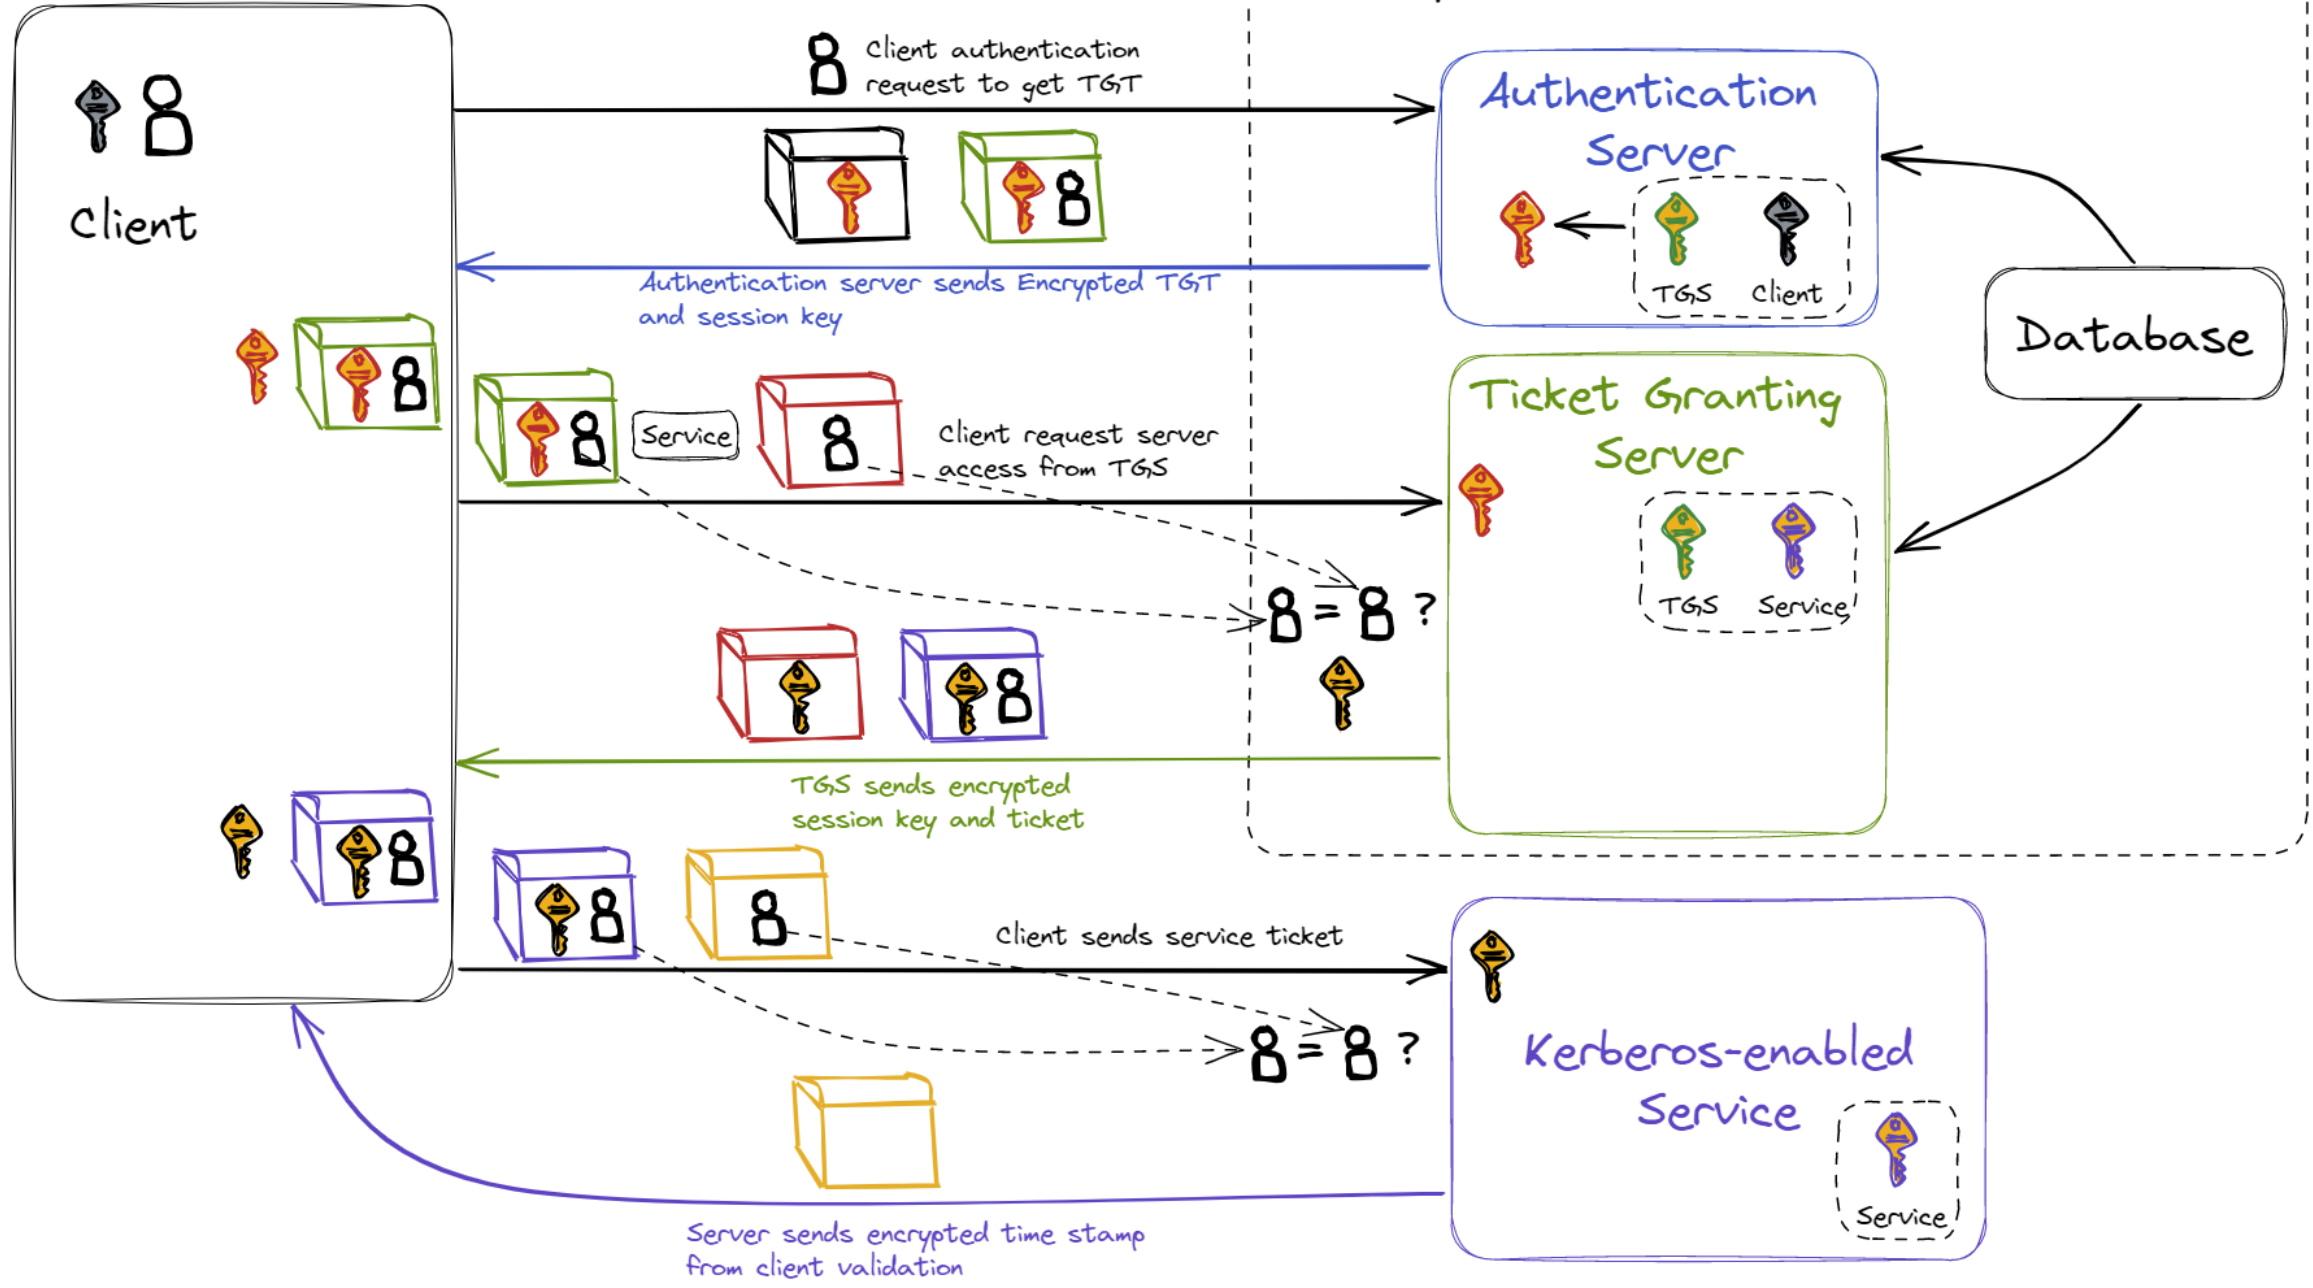 Client authentication
request to get TGT
Client
Authentication
Server
TGS
Client
Authentication server sends Encrypted TGT
and session key
Database
Service
Client request server
access from TGS
Ticket Granting
Server
TGS
Service
= ?
TGS sends encrypted
session key and ticket
Client sends service ticket
= ?
Kerberos-enabled
Service
Service
Server sends encrypted time stamp
from client validation